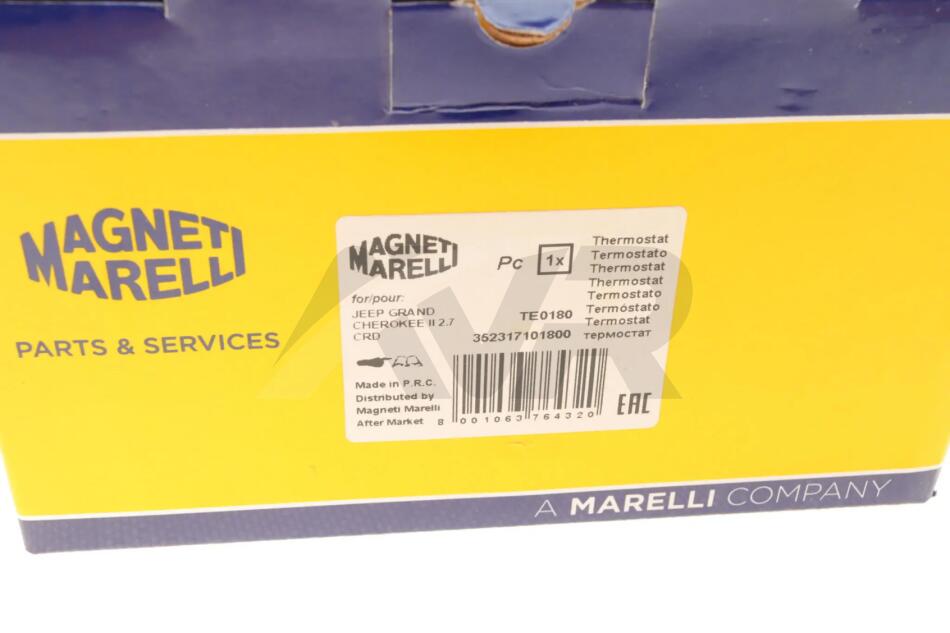 MAGNETI
MARELLI
PARTS & SERVICES
MAGNETI
MARELLI
Pc 1x
for/pour:
JEEP GRAND
CHEROKEE II 2.7
CRD
TE0180
352317101800
Thermostat
Termostato
Thermostat
Thermostat
Termostato
Termóstato
Termostat
термостат
Made in P.R.C.
Distributed by
Magneti Marelli
After Market
8 001063 764320
EAC
AVR
A MARELLI COMPANY